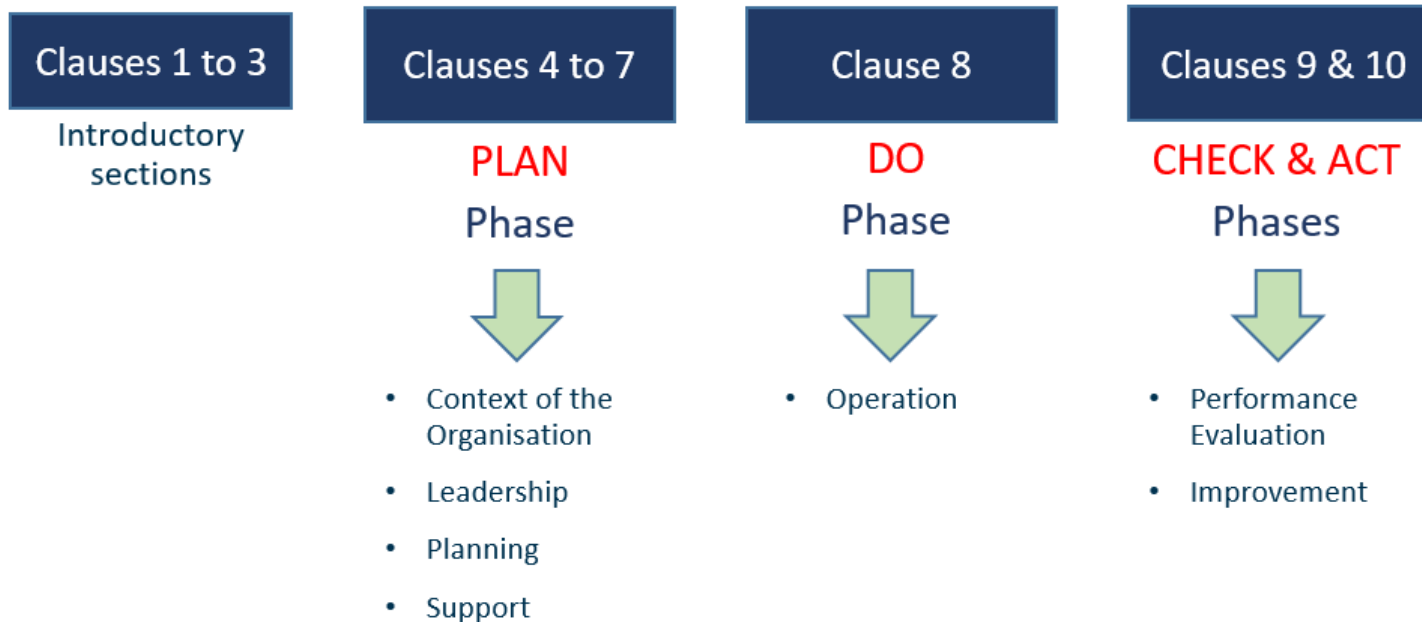 Clauses 1 to 3
Introductory
sections
Clauses 4 to 7
PLAN
Phase
• Context of the
Organisation
• Leadership
• Planning
• Support
Clause 8
DO
Phase
• Operation
Clauses 9 & 10
CHECK & ACT
Phases
• Performance
Evaluation
• Improvement